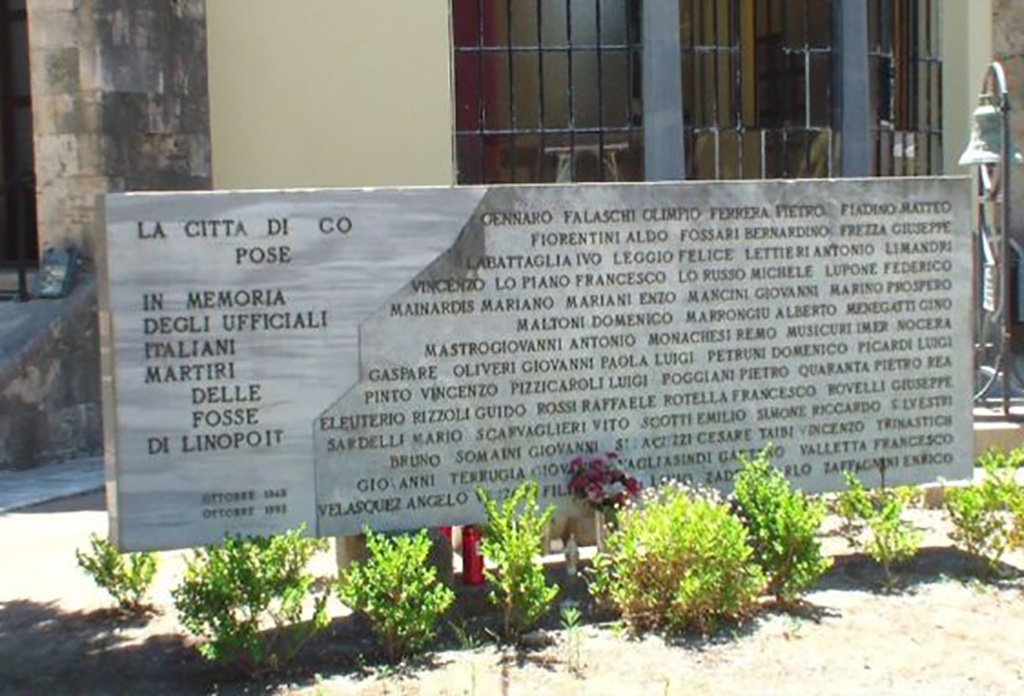 LA CITTA DI CO
POSE
IN MEMORIA
DEGLI UFFICIALI
ITALIANI
MARTIRI
DELLE
FOSSE
DI LINOPOIT
OTTOBRE 1943
OTTOBRE 1993
GENNARO FALASCHI OLIMPIO FERRERA PIETRO FIADINO MATTEO
FIORENTINI ALDO FOSSARI BERNARDINO FREZZA GIUSEPPE
LABATTAGLIA IVO LEGGIO FELICE LETTIERI ANTONIO LIMANDRI
VINCENZO LO PIANO FRANCESCO LO RUSSO MICHELE LUPONE FEDERICO
MAINARDIS MARIANO MARIANI ENZO MANCINI GIOVANNI MARINO PROSPERO
MALTONI DOMENICO MARRONGIU ALBERTO MENEGATTI GINO
MASTROGIOVANNI ANTONIO MONACHESI REMO MUSICURI IMER NOCERA
GASPARE OLIVERI GIOVANNI PAOLA LUIGI PETRUNI DOMENICO PICARDI LUIGI
PINTO VINCENZO PIZZICAROLI LUIGI POGGIANI PIETRO QUARANTA PIETRO REA
ELEUTERIO RIZZOLI GUIDO ROSSI RAFFAELE ROTELLA FRANCESCO ROVELLI GIUSEPPE
SARDELLI MARIO SCARVAGLIERI VITO SCOTTI EMILIO SIMONE RICCARDO SILVESTRI
BRUNO SOMAINI GIOVANNI CESARE TAIBI VINCENZO TRINASTICH
GIOVANNI TERRUGIA VALLETTA FRANCESCO
VELASQUEZ ANGELO ZAFFAGNINI ENRICO